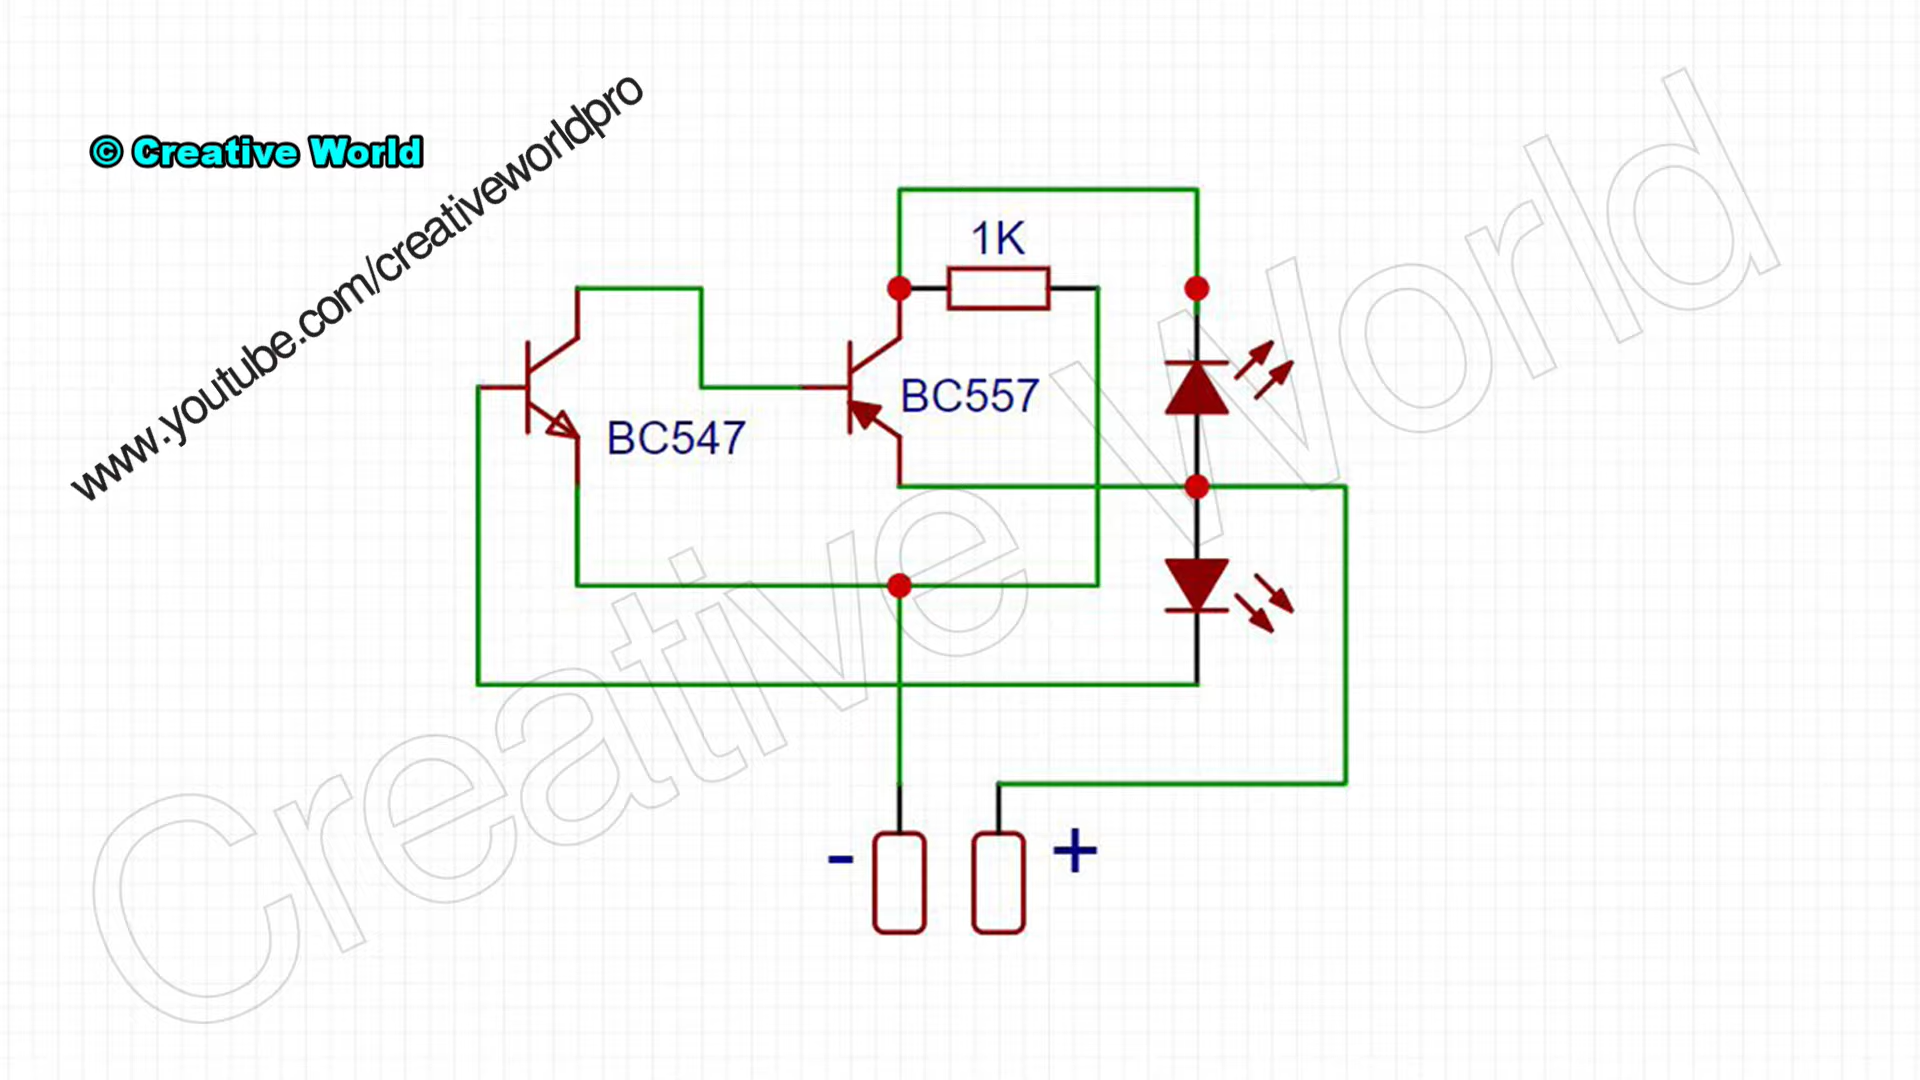 © Creative World
www.youtube.com/creativeworldpro
1K
BC557
BC547
- +
Creative World